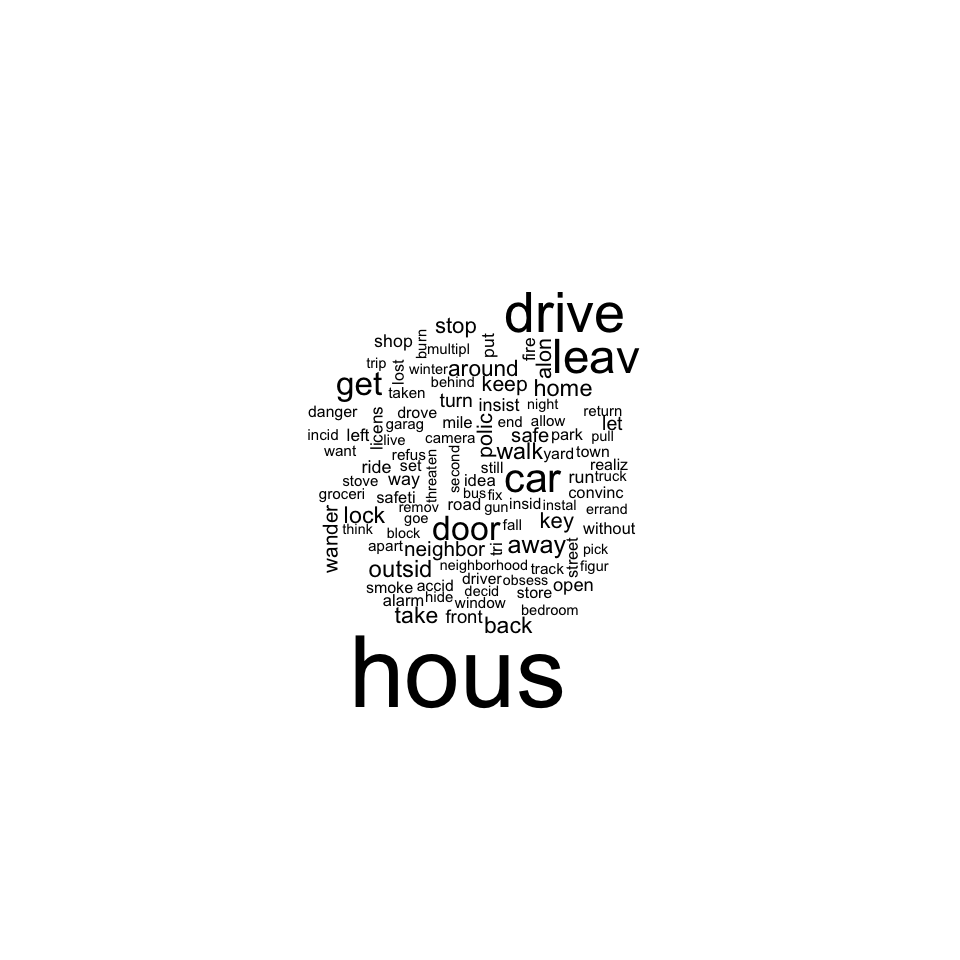 drive
stop
burn
shop
put
multipl
fire
alon
leav
trip
lost
winter
around
get
taken
behind
keep
home
turn
insist
night
danger
licens
drove
mile
polic
end
allow
return
let
garag
incid
left
live
camera
safe
park
pull
want
refus
walk
yard
town
ride
set
threaten
second
still
car
realiz
stove
way
idea
run
truck
groceri
safeti
bus
fix
convinc
remov
road
gun
insid
instal
errand
wander
lock
goe
door
fall
key
think
block
without
apart
neighbor
tri
away
street
pick
outsid
neighborhood
track
figur
smoke
accid
driver
obsess
open
alarm
hide
decid
store
window
bedroom
take
front
back
hous